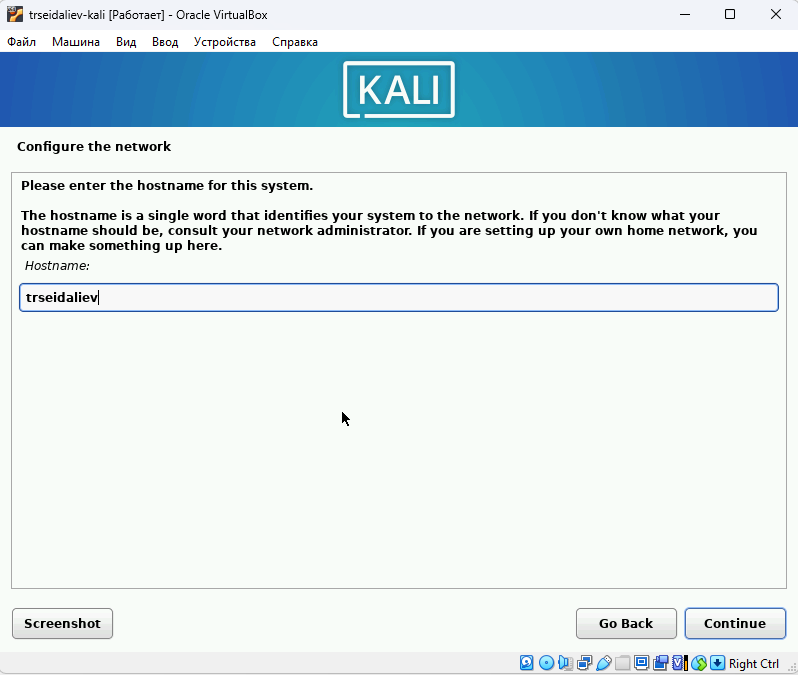 trseidaliev-kali [Работает] - Oracle VirtualBox
Файл Машина Вид Ввод Устройства Справка
KALI
Configure the network
Please enter the hostname for this system.
The hostname is a single word that identifies your system to the network. If you don't know what your
hostname should be, consult your network administrator. If you are setting up your own home network, you
can make something up here.
Hostname:
trseidaliev
Screenshot Go Back Continue
Right Ctrl